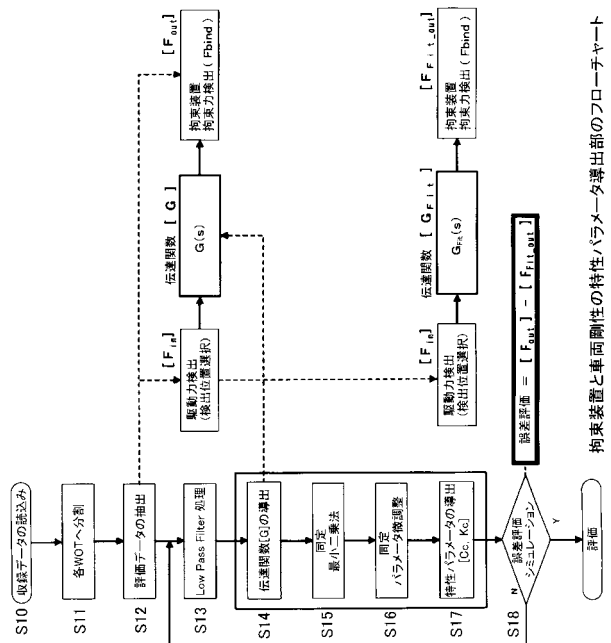 S10
収録データの読込み
S11
各WOTへ分割
S12
評価データの抽出
S13
Low Pass Filter 処理
S14
伝達関数[G]の導出
S15
同定
最小二乗法
S16
同定
パラメータ微調整
S17
特性パラメータの導出
[Cc, Kc]
S18
誤差評価
シミュレーション
N
Y
評価
[Fin]
駆動力検出
(検出位置選択)
伝達関数 [ G ]
G(s)
[Fout]
拘束装置
拘束力検出 ( Fbind )
[Fin]
駆動力検出
(検出位置選択)
伝達関数 [ GFit ]
GFit(s)
[FFit_out]
拘束装置
拘束力検出 ( Fbind )
誤差評価 = [ Fout ] - [ FFit_out ]
拘束装置と車両剛性の特性パラメータ導出部のフローチャート